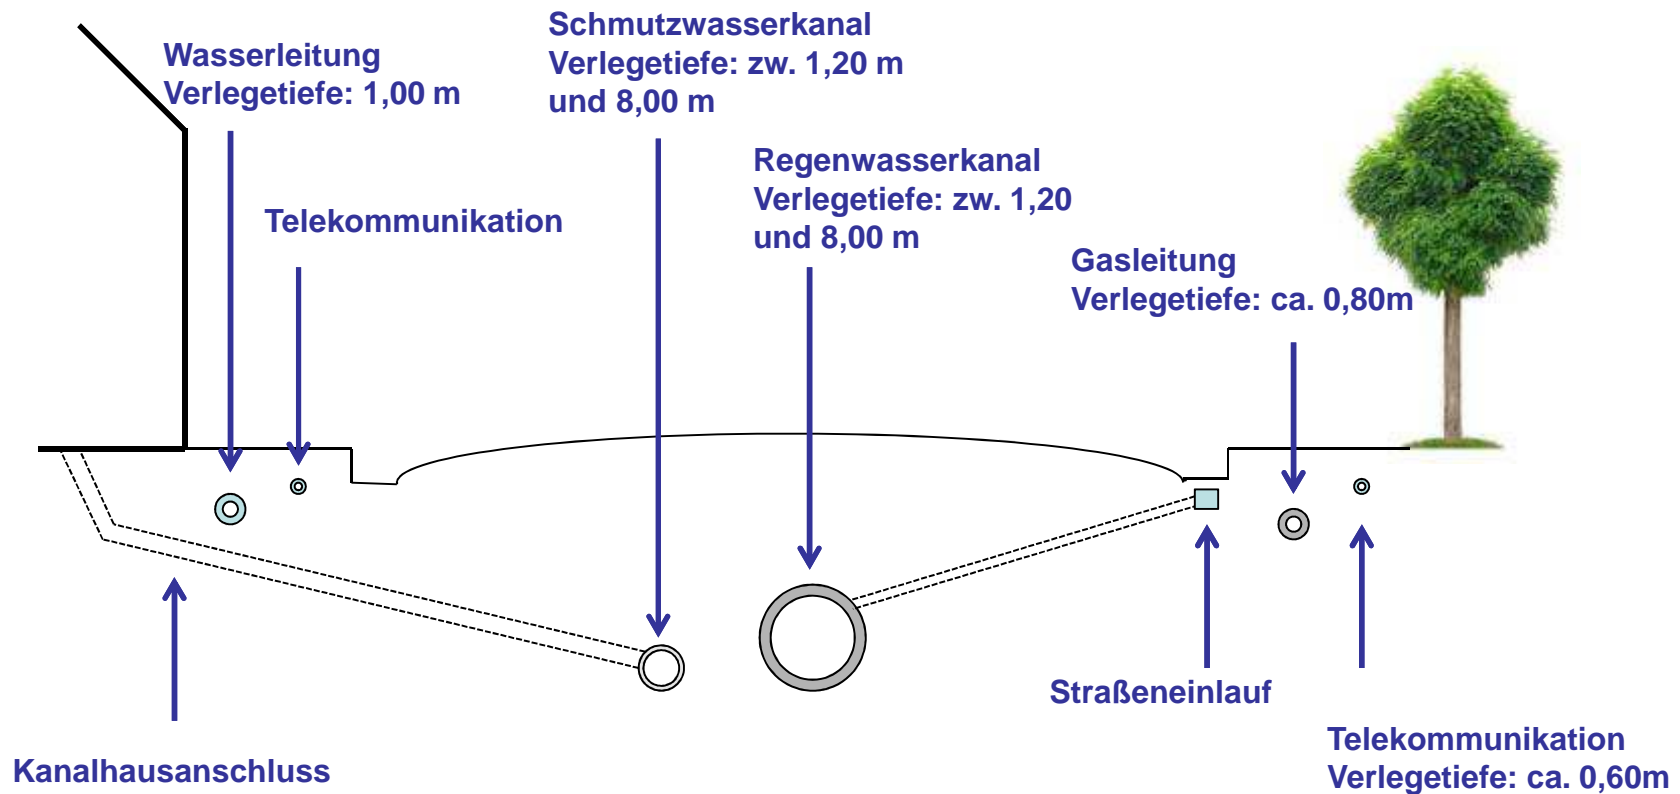 Wasserleitung
Verlegetiefe: 1,00 m
Schmutzwasserkanal
Verlegetiefe: zw. 1,20 m
und 8,00 m
Telekommunikation
Regenwasserkanal
Verlegetiefe: zw. 1,20
und 8,00 m
Gasleitung
Verlegetiefe: ca. 0,80m
Straßeneinlauf
Kanalhausanschluss
Telekommunikation
Verlegetiefe: ca. 0,60m